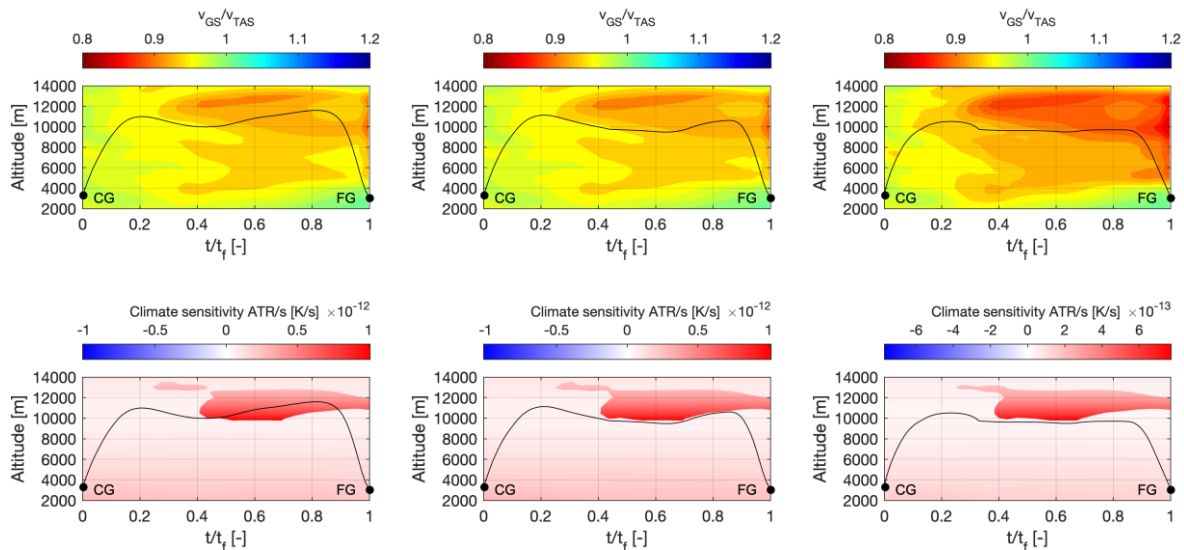 v_GS/v_TAS v_GS/v_TAS v_GS/v_TAS
0.8 0.9 1 1.1 1.2 0.8 0.9 1 1.1 1.2 0.8 0.9 1 1.1 1.2
14000 14000 14000
12000 12000 12000
10000 10000 10000
8000 8000 8000
6000 6000 6000
4000 4000 4000
2000 2000 2000
Altitude [m] Altitude [m] Altitude [m]
CG FG CG FG CG FG
0 0.2 0.4 0.6 0.8 1 0 0.2 0.4 0.6 0.8 1 0 0.2 0.4 0.6 0.8 1
t/t_f [-] t/t_f [-] t/t_f [-]
Climate sensitivity ATR/s [K/s] ×10^-12 Climate sensitivity ATR/s [K/s] ×10^-12 Climate sensitivity ATR/s [K/s] ×10^-13
-1 -0.5 0 0.5 1 -1 -0.5 0 0.5 1 -6 -4 -2 0 2 4 6
14000 14000 14000
12000 12000 12000
10000 10000 10000
8000 8000 8000
6000 6000 6000
4000 4000 4000
2000 2000 2000
Altitude [m] Altitude [m] Altitude [m]
CG FG CG FG CG FG
0 0.2 0.4 0.6 0.8 1 0 0.2 0.4 0.6 0.8 1 0 0.2 0.4 0.6 0.8 1
t/t_f [-] t/t_f [-] t/t_f [-]